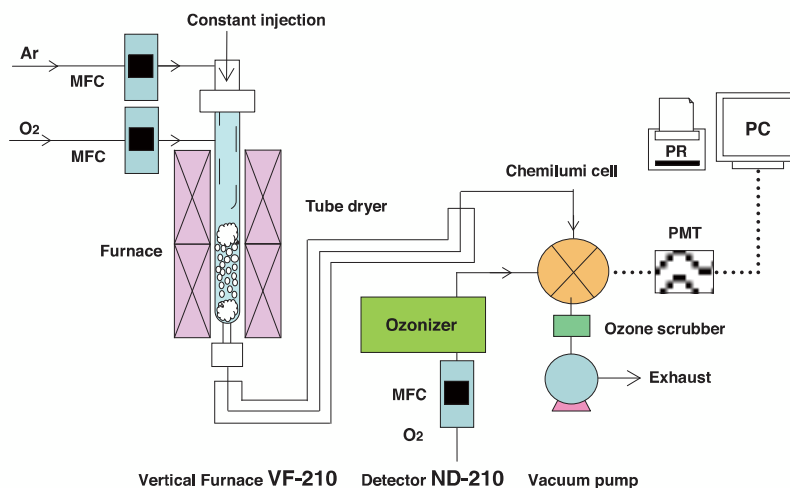 Constant injection
Ar
MFC
O2
MFC
PR
PC
Chemilumi cell
Tube dryer
Furnace
PMT
Ozonizer
Ozone scrubber
MFC
Exhaust
O2
Vertical Furnace VF-210 Detector ND-210 Vacuum pump